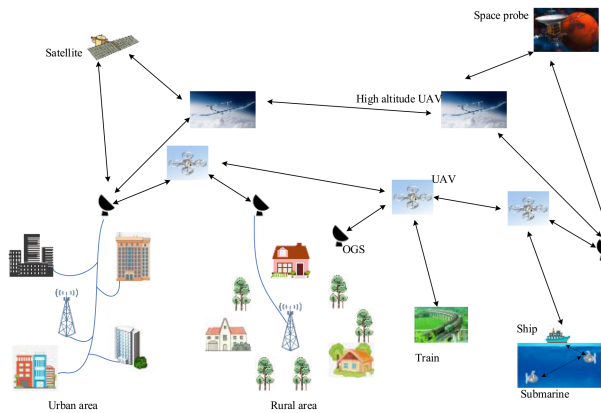 Space probe
Satellite
High altitude UAV
UAV
OGS
Ship
Train
Submarine
Urban area
Rural area